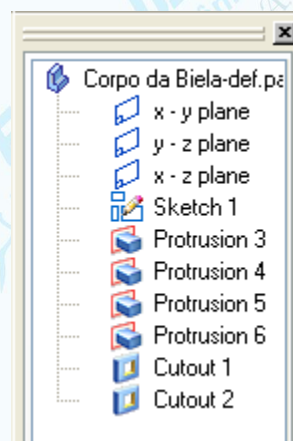 Corpo da Biela-def.pa
x - y plane
y - z plane
x - z plane
Sketch 1
Protrusion 3
Protrusion 4
Protrusion 5
Protrusion 6
Cutout 1
Cutout 2